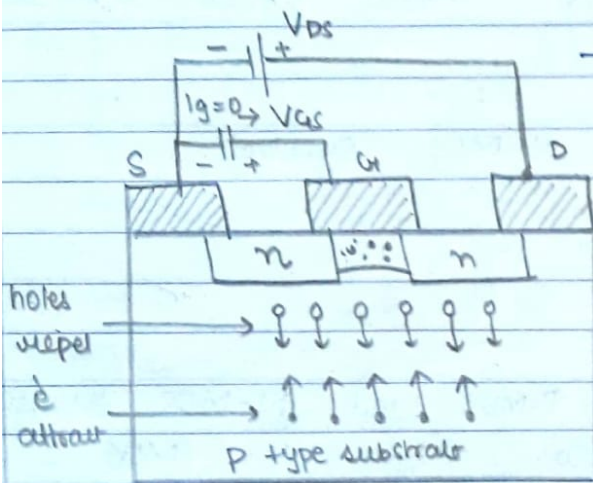 VDS
- +
Ig=0 → VGS
S - + G D
n n
holes
repel
e
attract
P type substrate